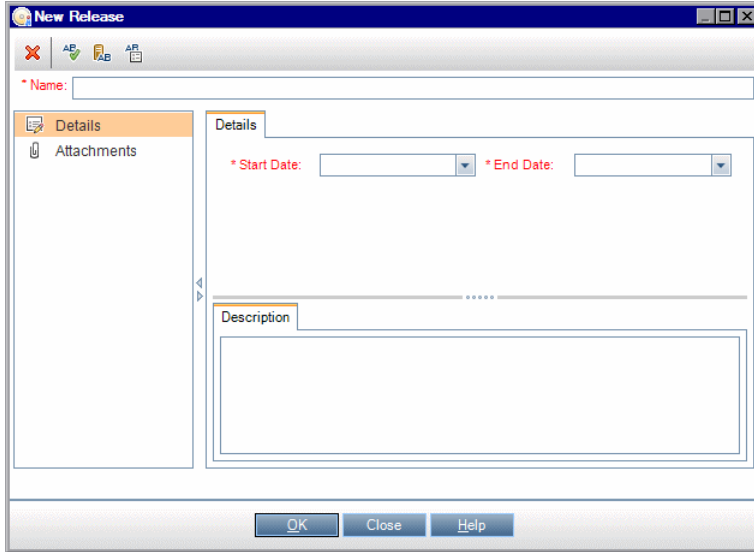 New Release
* Name:
Details
Attachments
Details
* Start Date:
* End Date:
Description
OK
Close
Help